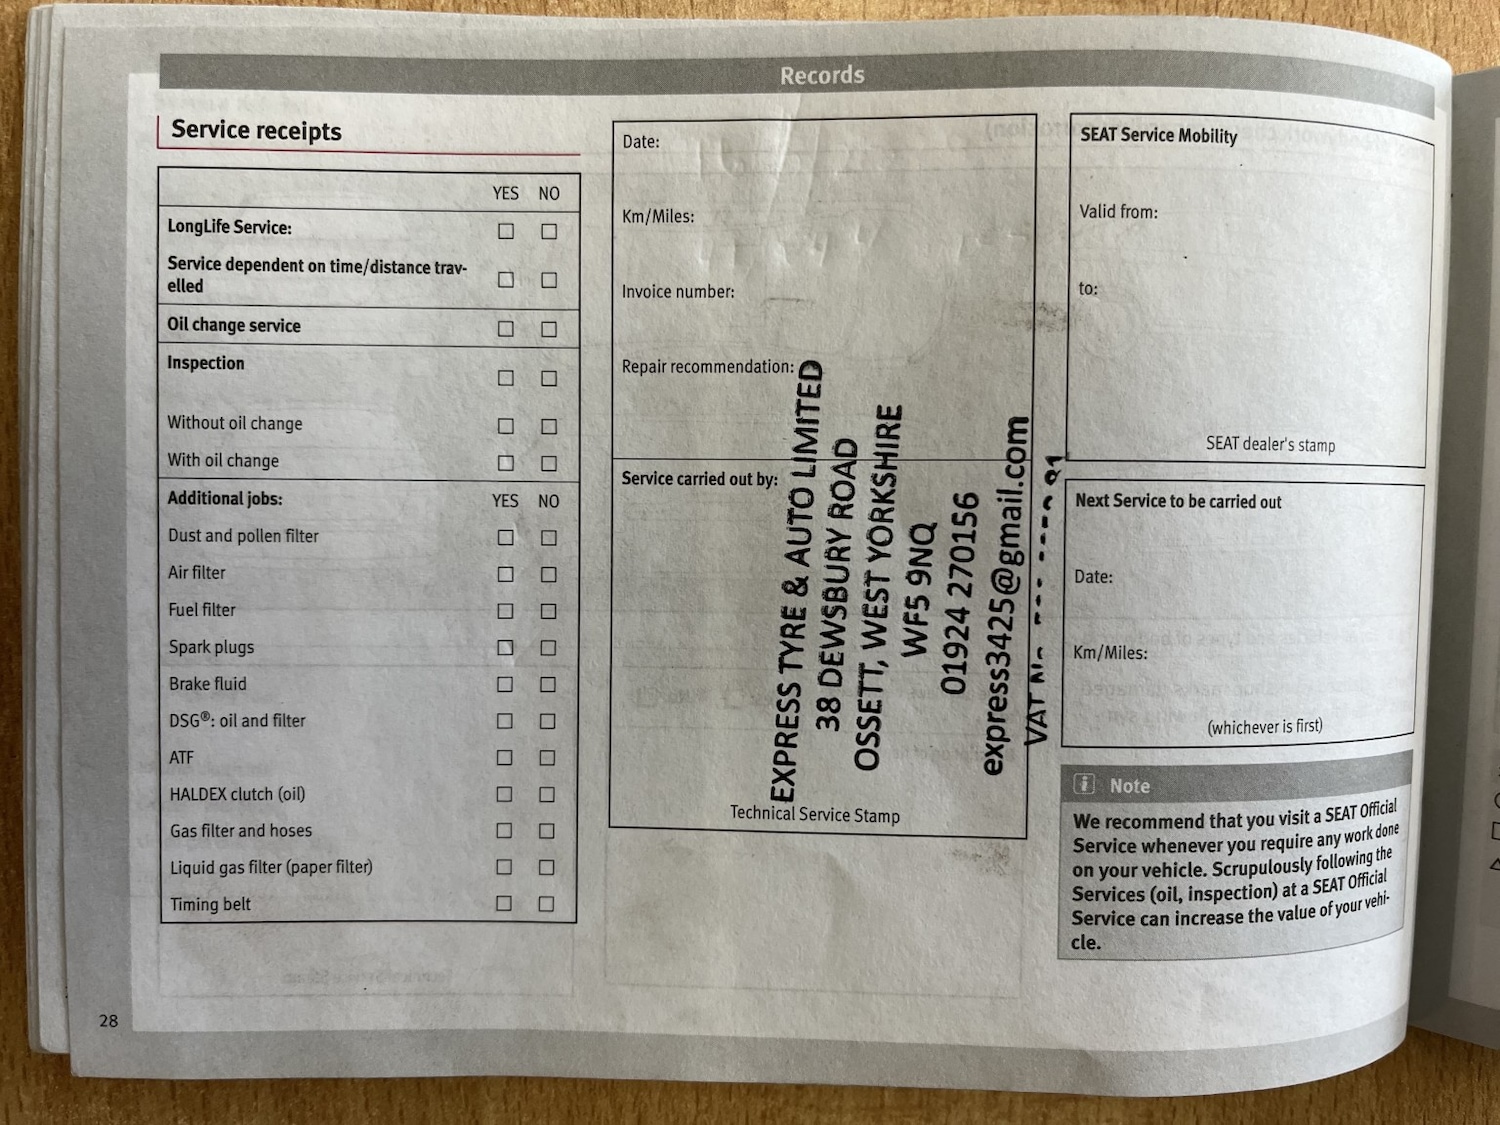 Records
Service receipts
YES NO
LongLife Service:
Service dependent on time/distance trav-
elled
Oil change service
Inspection
Without oil change
With oil change
Additional jobs: YES NO
Dust and pollen filter
Air filter
Fuel filter
Spark plugs
Brake fluid
DSG®: oil and filter
ATF
HALDEX clutch (oil)
Gas filter and hoses
Liquid gas filter (paper filter)
Timing belt
Date:
Km/Miles:
Invoice number:
Repair recommendation:
Service carried out by:
EXPRESS TYRE & AUTO LIMITED
38 DEWSBURY ROAD
OSSETT, WEST YORKSHIRE
WF5 9NQ
01924 270156
express3425@gmail.com
VAT No
Technical Service Stamp
SEAT Service Mobility
Valid from:
to:
SEAT dealer's stamp
Next Service to be carried out
Date:
Km/Miles:
(whichever is first)
i Note
We recommend that you visit a SEAT Official
Service whenever you require any work done
on your vehicle. Scrupulously following the
Services (oil, inspection) at a SEAT Official
Service can increase the value of your vehi-
cle.
28